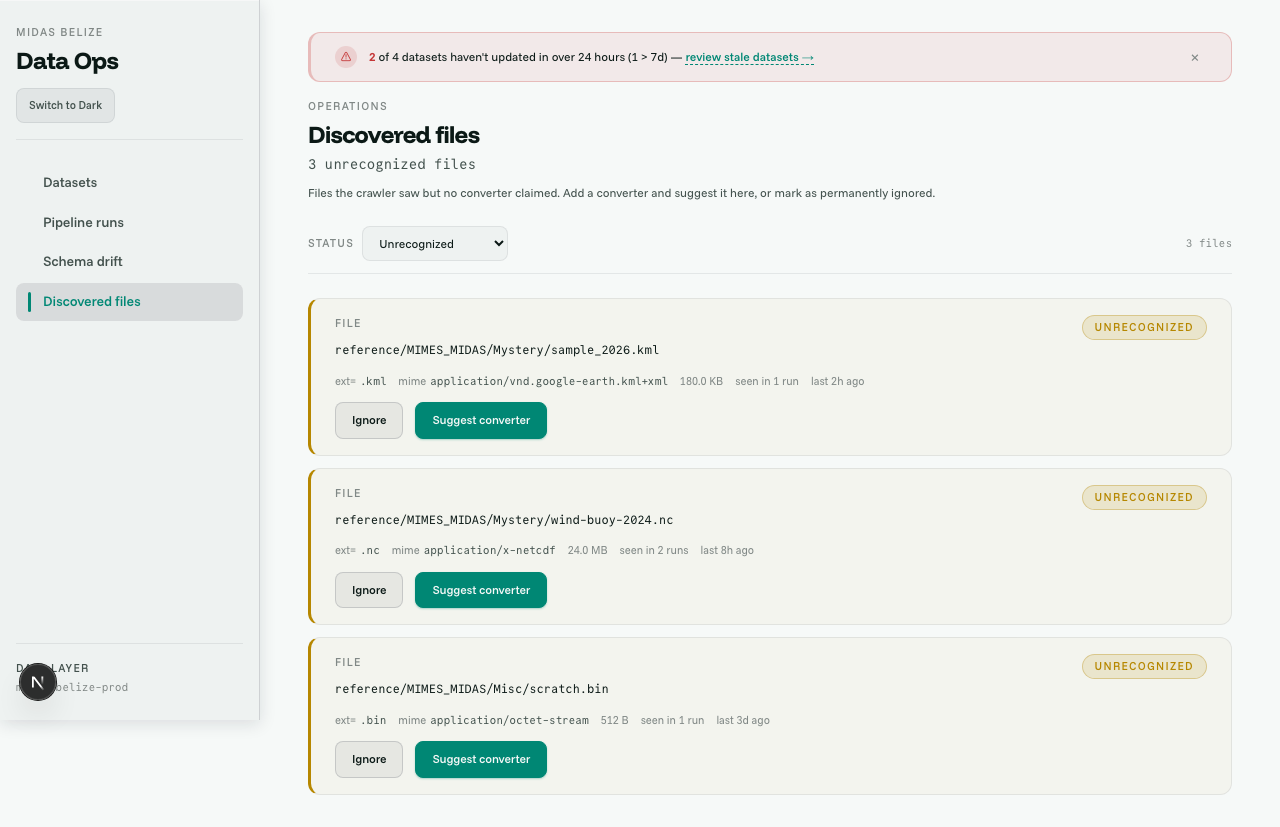 MIDAS BELIZE
Data Ops
Switch to Dark
Datasets
Pipeline runs
Schema drift
Discovered files
LAYER
belize-prod
N
2 of 4 datasets haven't updated in over 24 hours (1 > 7d) — review stale datasets →
×
OPERATIONS
Discovered files
3 unrecognized files
Files the crawler saw but no converter claimed. Add a converter and suggest it here, or mark as permanently ignored.
STATUS Unrecognized 3 files
FILE UNRECOGNIZED
reference/MIMES_MIDAS/Mystery/sample_2026.kml
ext= .kml mime application/vnd.google-earth.kml+xml 180.0 KB seen in 1 run last 2h ago
Ignore Suggest converter
FILE UNRECOGNIZED
reference/MIMES_MIDAS/Mystery/wind-buoy-2024.nc
ext= .nc mime application/x-netcdf 24.0 MB seen in 2 runs last 8h ago
Ignore Suggest converter
FILE UNRECOGNIZED
reference/MIMES_MIDAS/Misc/scratch.bin
ext= .bin mime application/octet-stream 512 B seen in 1 run last 3d ago
Ignore Suggest converter